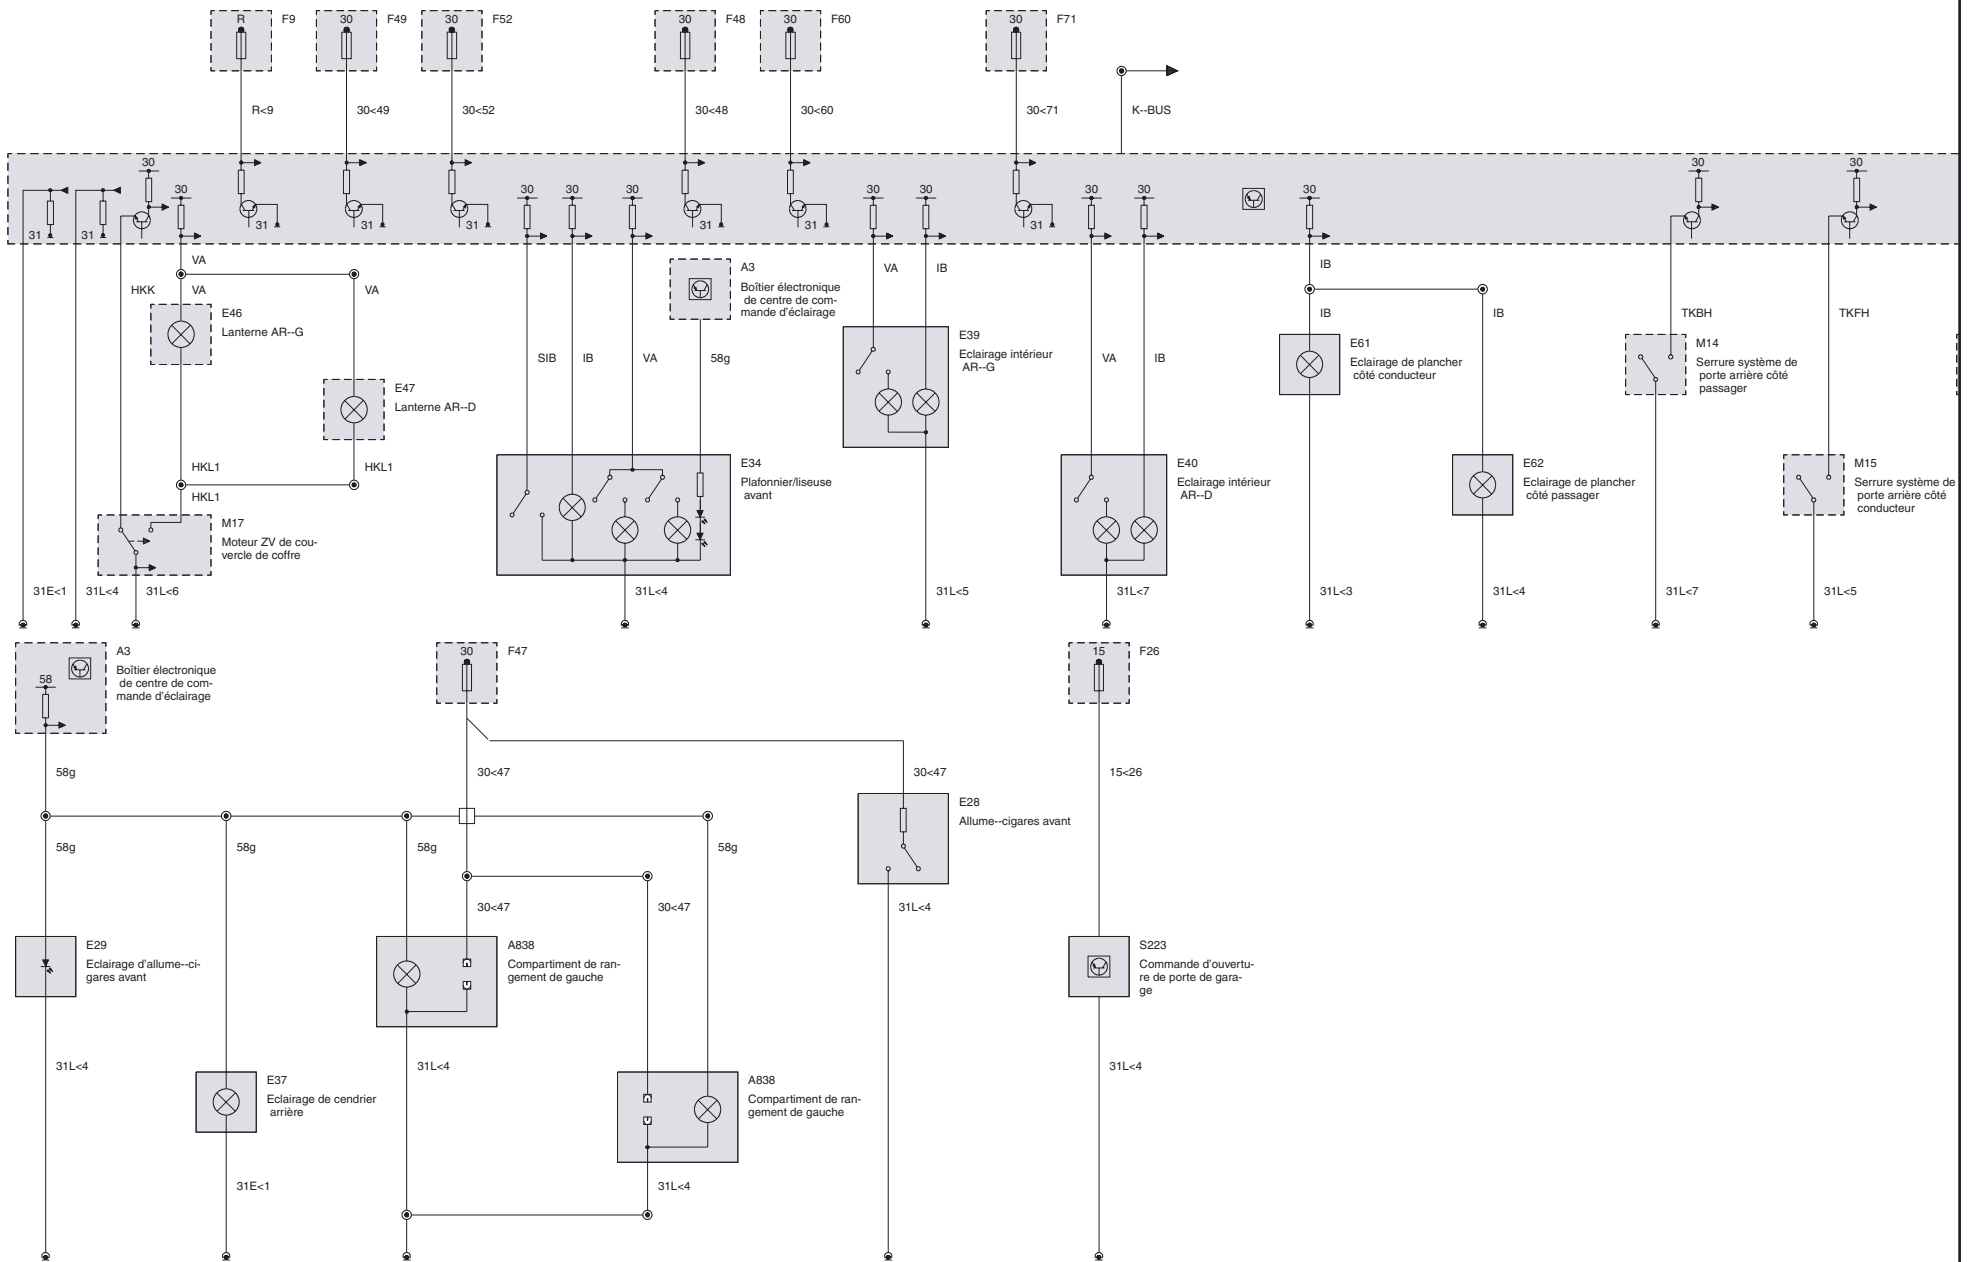 R F9 30 F49 30 F52 30 F48 30 F60 30 F71
R<9 30<49 30<52 30<48 30<60 30<71 K--BUS
30 30 30
30 30 30 30 30 30 30 30 30
31 31 31 31 31 31 31 31
VA
HKK VA VA
E46
Lanterne AR--G
E47
Lanterne AR--D
HKL1 HKL1
HKL1
M17
Moteur ZV de cou-
vercle de coffre
31E<1 31L<4 31L<6
SIB IB VA 58g
A3
Boîtier électronique
de centre de com-
mande d'éclairage
E34
Plafonnier/liseuse
avant
31L<4
VA IB
E39
Eclairage intérieur
AR--G
31L<5
VA IB
E40
Eclairage intérieur
AR--D
31L<7
IB
IB IB
E61
Eclairage de plancher
côté conducteur
31L<3
E62
Eclairage de plancher
côté passager
31L<4
TKBH
M14
Serrure système de
porte arrière côté
passager
31L<7
TKFH
M15
Serrure système de
porte arrière côté
conducteur
31L<5
58
A3
Boîtier électronique
de centre de com-
mande d'éclairage
58g
58g 58g 58g 58g
E29
Eclairage d'allume--ci-
gares avant
31L<4
E37
Eclairage de cendrier
arrière
31E<1
30 F47
30<47 30<47
30<47 30<47
A838
Compartiment de ran-
gement de gauche
31L<4
A838
Compartiment de ran-
gement de gauche
31L<4
E28
Allume--cigares avant
31L<4
15 F26
15<26
S223
Commande d'ouvertu-
re de porte de gara-
ge
31L<4